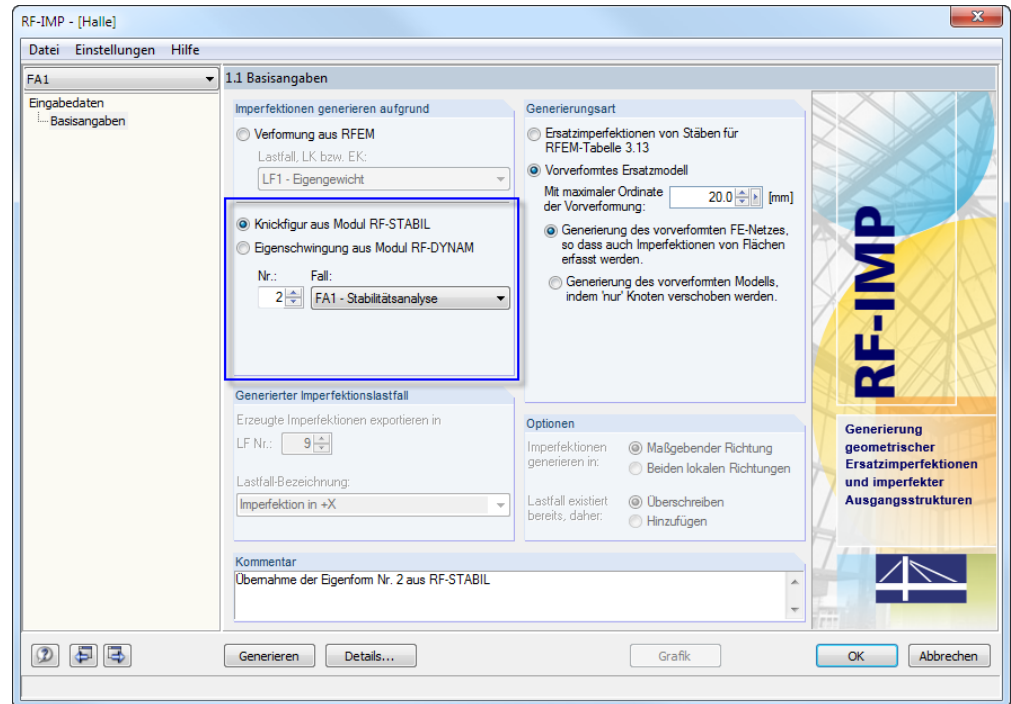 RF-IMP - [Halle]
Datei Einstellungen Hilfe
FA1
1.1 Basisangaben
Eingabedaten
Basisangaben
Imperfektionen generieren aufgrund
Verformung aus RFEM
Lastfall, LK bzw. EK:
LF1 - Eigengewicht
Knickfigur aus Modul RF-STABIL
Eigenschwingung aus Modul RF-DYNAM
Nr.: Fall:
2 FA1 - Stabilitätsanalyse
Generierter Imperfektionslastfall
Erzeugte Imperfektionen exportieren in
LF Nr.: 9
Lastfall-Bezeichnung:
Imperfektion in +X
Generierungsart
Ersatzimperfektionen von Stäben für
RFEM-Tabelle 3.13
Vorverformtes Ersatzmodell
Mit maximaler Ordinate
der Vorverformung: 20.0 [mm]
Generierung des vorverformten FE-Netzes,
so dass auch Imperfektionen von Flächen
erfasst werden.
Generierung des vorverformten Modells,
indem 'nur' Knoten verschoben werden.
Optionen
Imperfektionen
generieren in:
Maßgebender Richtung
Beiden lokalen Richtungen
Lastfall existiert
bereits, daher:
Überschreiben
Hinzufügen
Kommentar
Übernahme der Eigenform Nr. 2 aus RF-STABIL
RF-IMP
Generierung
geometrischer
Ersatzimperfektionen
und imperfekter
Ausgangsstrukturen
Generieren Details... Grafik OK Abbrechen